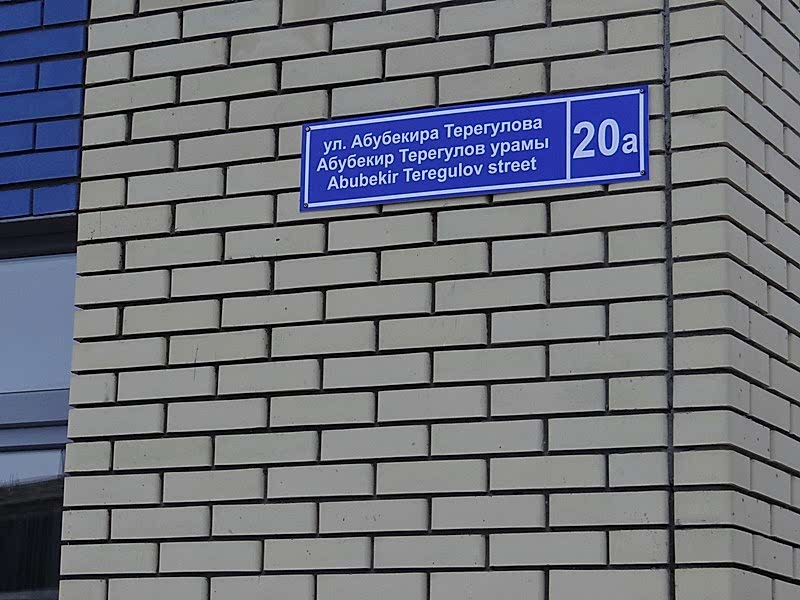 ул. Абубекира Терегулова
Абубекир Терегулов урамы
Abubekir Teregulov street
20а